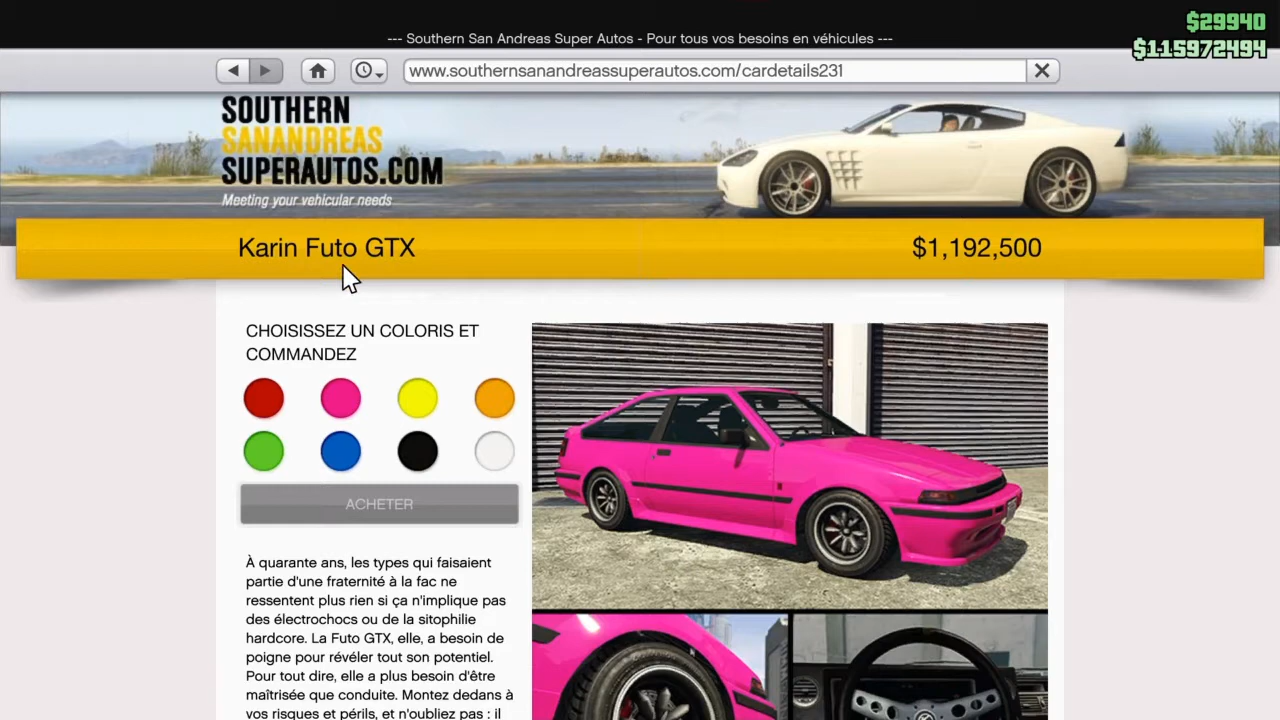 $29940
--- Southern San Andreas Super Autos - Pour tous vos besoins en véhicules ---
$115972494
www.southernsanandreassuperautos.com/cardetails231
SOUTHERN
SANANDREAS
SUPERAUTOS.COM
Meeting your vehicular needs
Karin Futo GTX
$1,192,500
CHOISISSEZ UN COLORIS ET
COMMANDEZ
ACHETER
À quarante ans, les types qui faisaient
partie d'une fraternité à la fac ne
ressentent plus rien si ça n'implique pas
des électrochocs ou de la sitophilie
hardcore. La Futo GTX, elle, a besoin de
poigne pour révéler tout son potentiel.
Pour tout dire, elle a plus besoin d'être
maîtrisée que conduite. Montez dedans à
vos risques et périls, et n'oubliez pas : il